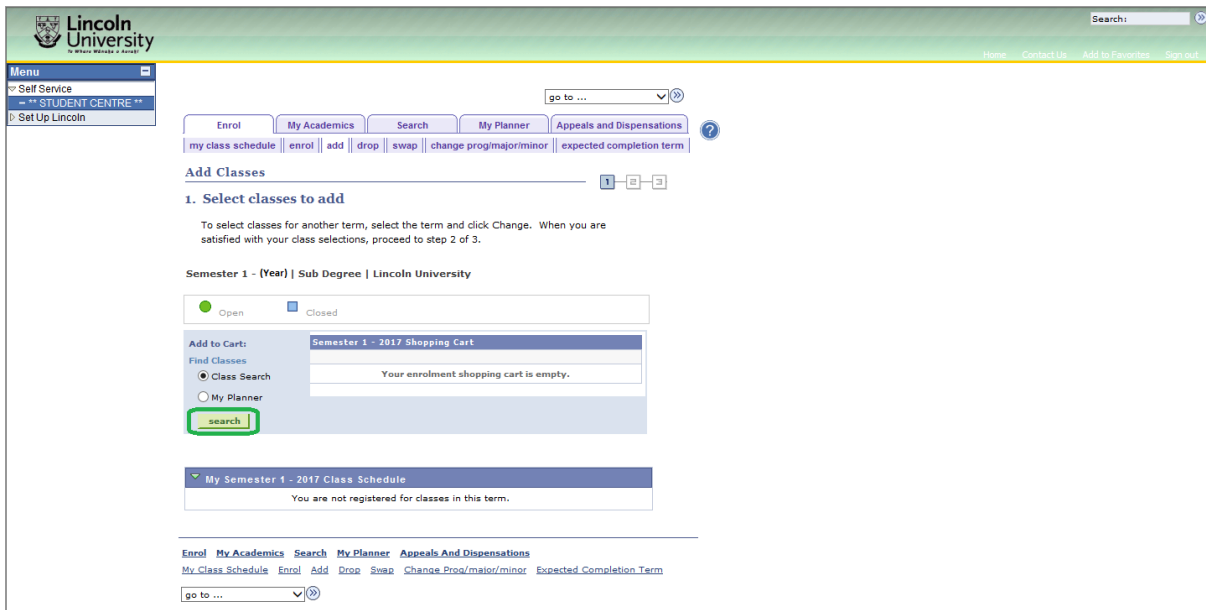 Lincoln
University
Te Whare Wānaka o Aoraki
Search:
Home Contact Us Add to Favorites Sign out
Menu
Self Service
** STUDENT CENTRE **
Set Up Lincoln
go to ...
Enrol My Academics Search My Planner Appeals and Dispensations
my class schedule enrol add drop swap change prog/major/minor expected completion term
Add Classes
1 2 3
1. Select classes to add
To select classes for another term, select the term and click Change. When you are
satisfied with your class selections, proceed to step 2 of 3.
Semester 1 - (Year) | Sub Degree | Lincoln University
Open Closed
Add to Cart:
Find Classes
Class Search
My Planner
search
Semester 1 - 2017 Shopping Cart
Your enrolment shopping cart is empty.
My Semester 1 - 2017 Class Schedule
You are not registered for classes in this term.
Enrol My Academics Search My Planner Appeals And Dispensations
My Class Schedule Enrol Add Drop Swap Change Prog/major/minor Expected Completion Term
go to ...